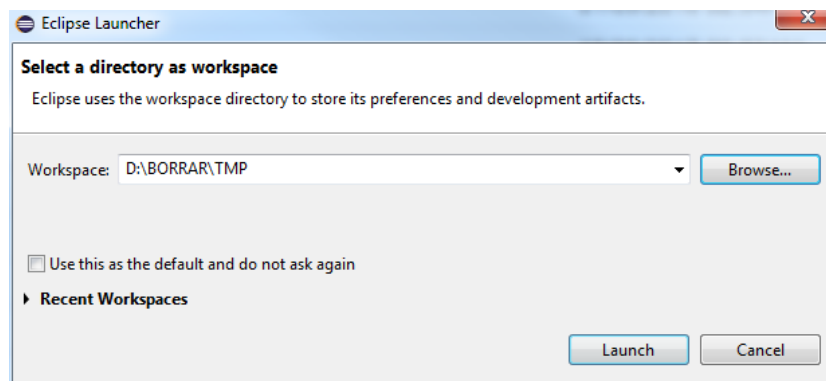 Eclipse Launcher
Select a directory as workspace
Eclipse uses the workspace directory to store its preferences and development artifacts.
Workspace: D:\BORRAR\TMP Browse...
Use this as the default and do not ask again
Recent Workspaces
Launch Cancel